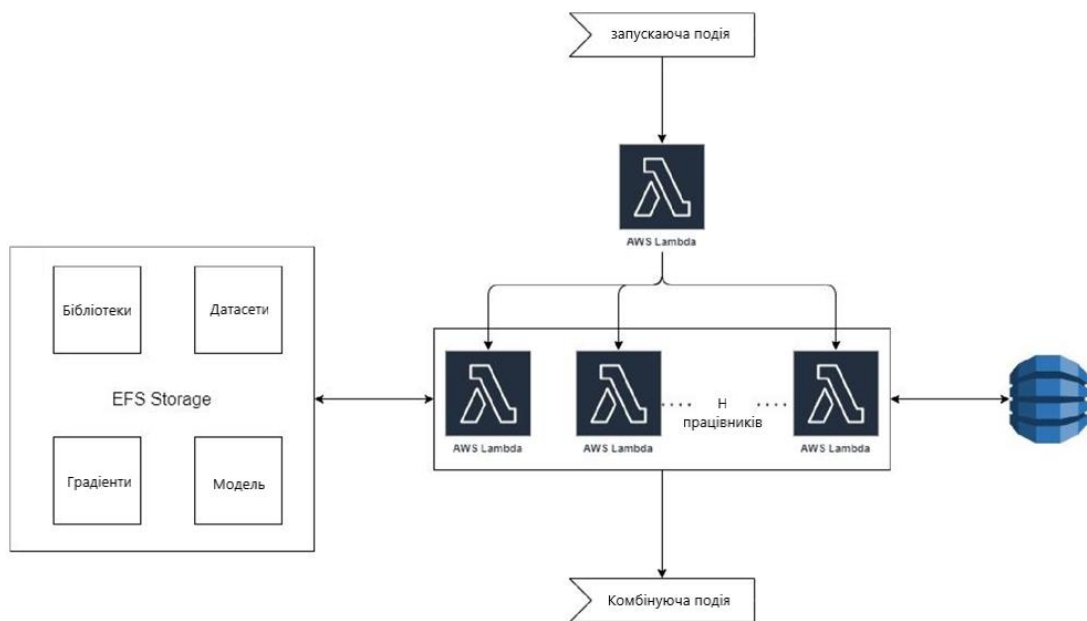 запускаюча подія
AWS Lambda
Бібліотеки
Датасети
EFS Storage
Градієнти
Модель
AWS Lambda
AWS Lambda
.... Н ....
працівників
AWS Lambda
Комбінуюча подія